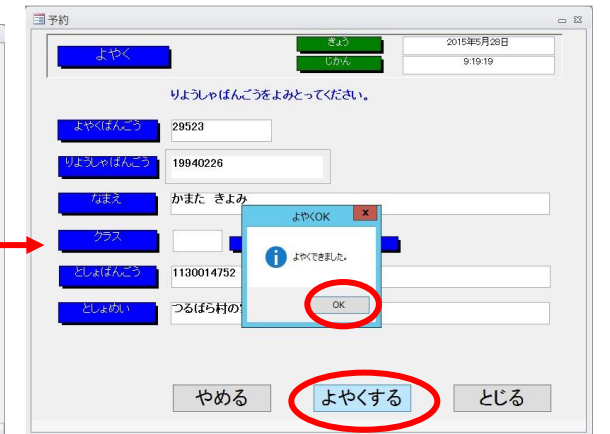 予約
よやく
きょう 2015年5月28日
じかん 9:19:19
りようしゃばんごうをよみとってください。
よやくばんごう 29523
りようしゃばんごう 19940226
なまえ かまた きよみ
よやくOK
クラス
よやくできました。
としょばんごう 1130014752
OK
としょめい つるばら村の
やめる よやくする とじる